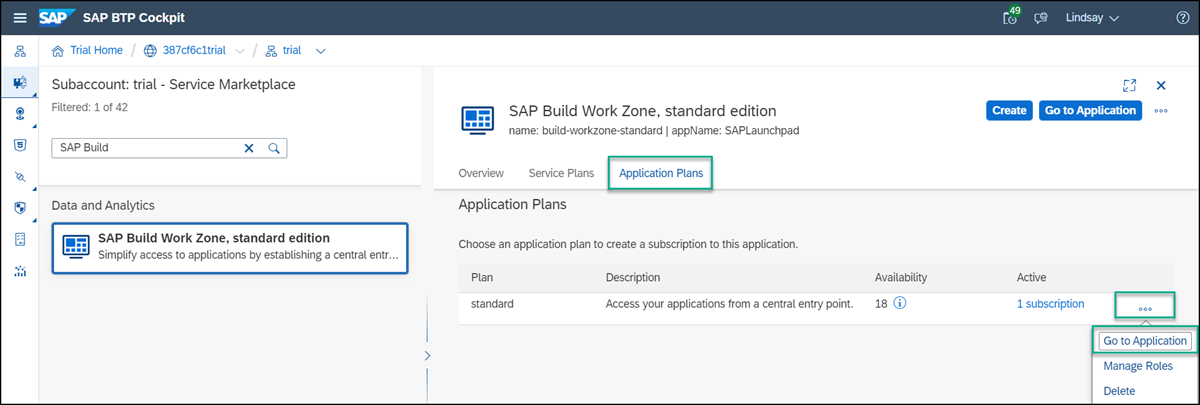 SAP SAP BTP Cockpit 49 Lindsay
Trial Home / 387cf6c1trial / trial
Subaccount: trial - Service Marketplace
Filtered: 1 of 42
SAP Build
Data and Analytics
SAP Build Work Zone, standard edition
Simplify access to applications by establishing a central entr...
SAP Build Work Zone, standard edition
name: build-workzone-standard | appName: SAPLaunchpad
Create Go to Application
Overview Service Plans Application Plans
Application Plans
Choose an application plan to create a subscription to this application.
Plan Description Availability Active
standard Access your applications from a central entry point. 18 1 subscription
Go to Application
Manage Roles
Delete